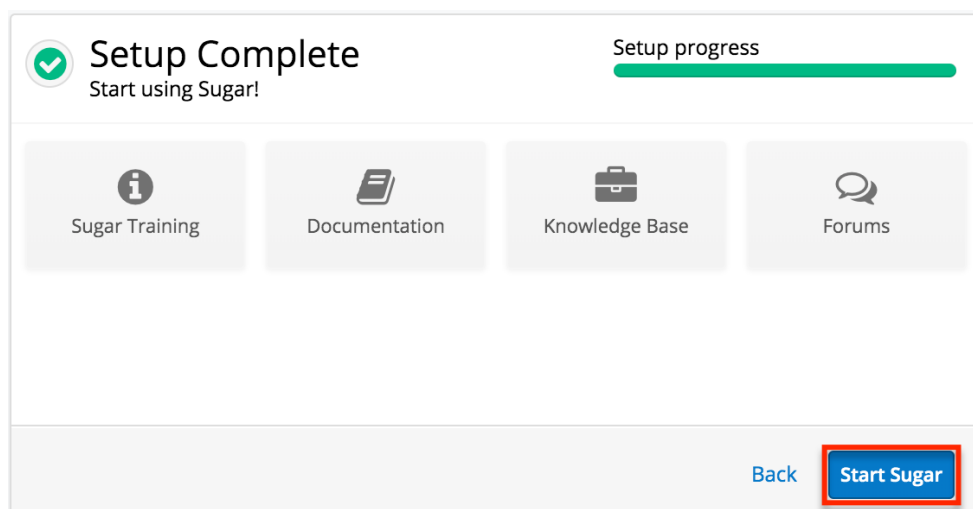 Setup Complete
Start using Sugar!
Setup progress
Sugar Training
Documentation
Knowledge Base
Forums
Back
Start Sugar